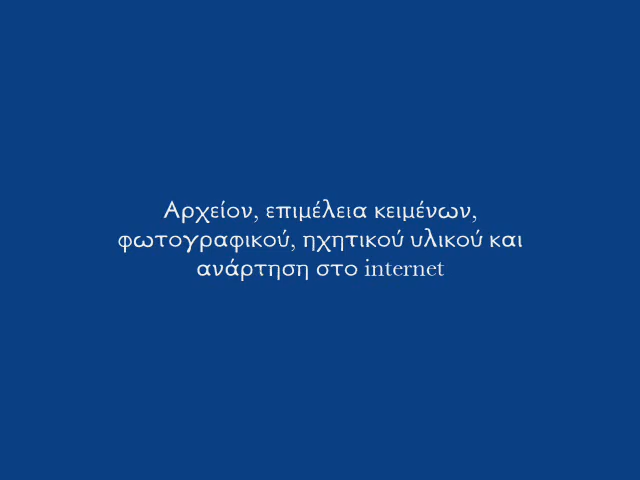 Αρχείον, επιμέλεια κειμένων,
φωτογραφικού, ηχητικού υλικού και
ανάρτηση στο internet